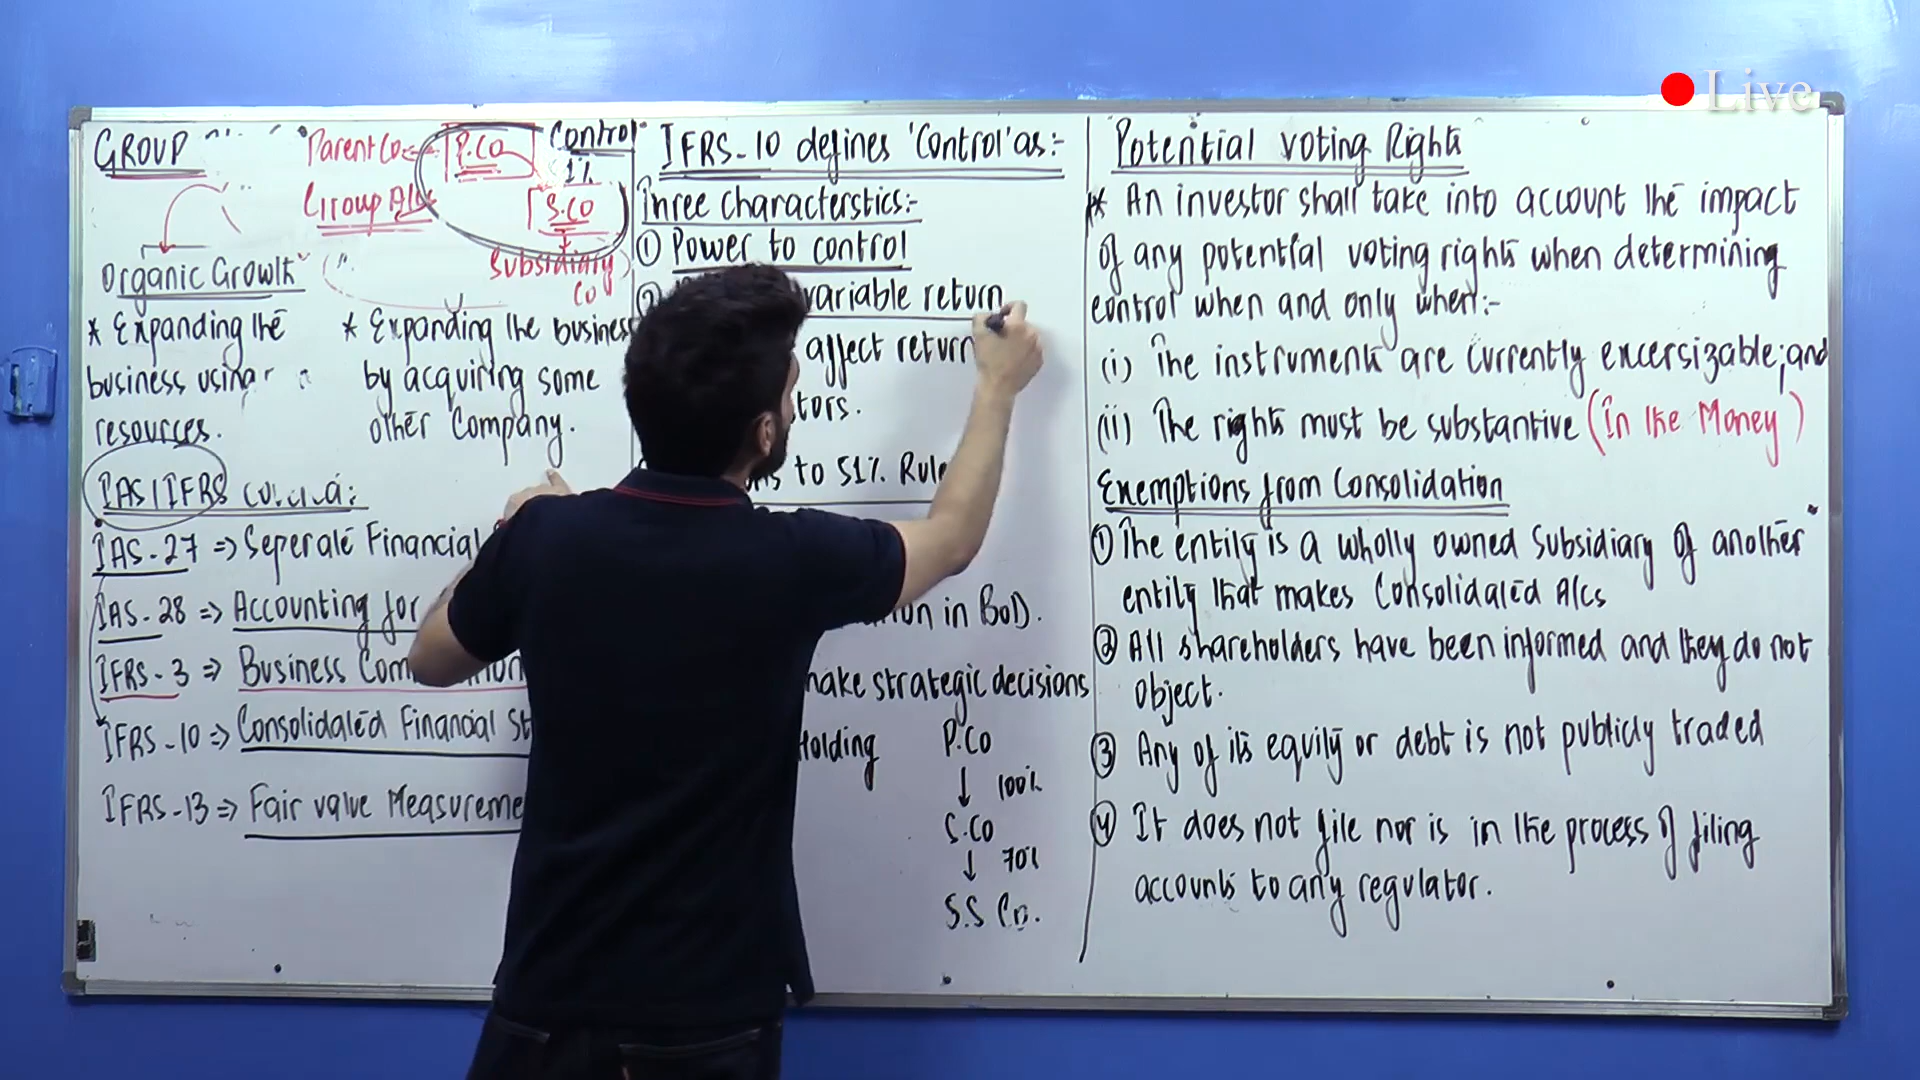 GROUP
Parent Co P.CO Control
51%
Group A/cs S.CO
Subsidiary
Co
Organic Growth
* Expanding the
business using
resources.
* Expanding the business
by acquiring some
other Company.
IAS/IFRS
IAS-27 => Seperate Financial
IAS-28 => Accounting for
IFRS-3 => Business
IFRS-10 => Consolidated Financial
IFRS-13 => Fair value
IFRS-10 defines 'Control' as:-
Three Characterstics:-
① Power to control
variable return
affect return
to 51% Rule
in BoD.
make strategic decisions
Holding
P.CO
↓ 100%
S.CO
↓ 70%
S.S Co.
Potential Voting Rights
* An investor shall take into account the impact
of any potential voting rights when determining
control when and only when:-
(i) The instruments are currently excersizable; and
(ii) The rights must be substantive (In the Money)
Exemptions from Consolidation
① The entity is a wholly owned Subsidiary of another
entity that makes Consolidated A/cs
② All shareholders have been informed and they do not
object.
③ Any of its equity or debt is not publicly traded
④ It does not file nor is in the process of filing
accounts to any regulator.
Live